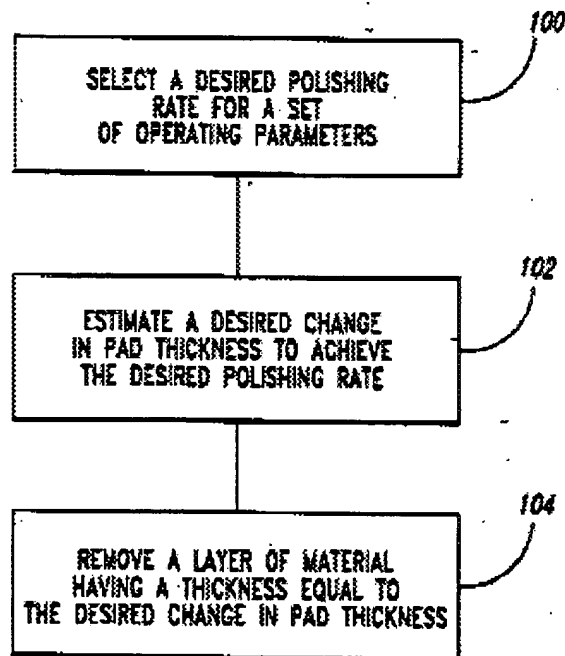 100
SELECT A DESIRED POLISHING
RATE FOR A SET
OF OPERATING PARAMETERS
102
ESTIMATE A DESIRED CHANGE
IN PAD THICKNESS TO ACHIEVE
THE DESIRED POLISHING RATE
104
REMOVE A LAYER OF MATERIAL
HAVING A THICKNESS EQUAL TO
THE DESIRED CHANGE IN PAD THICKNESS